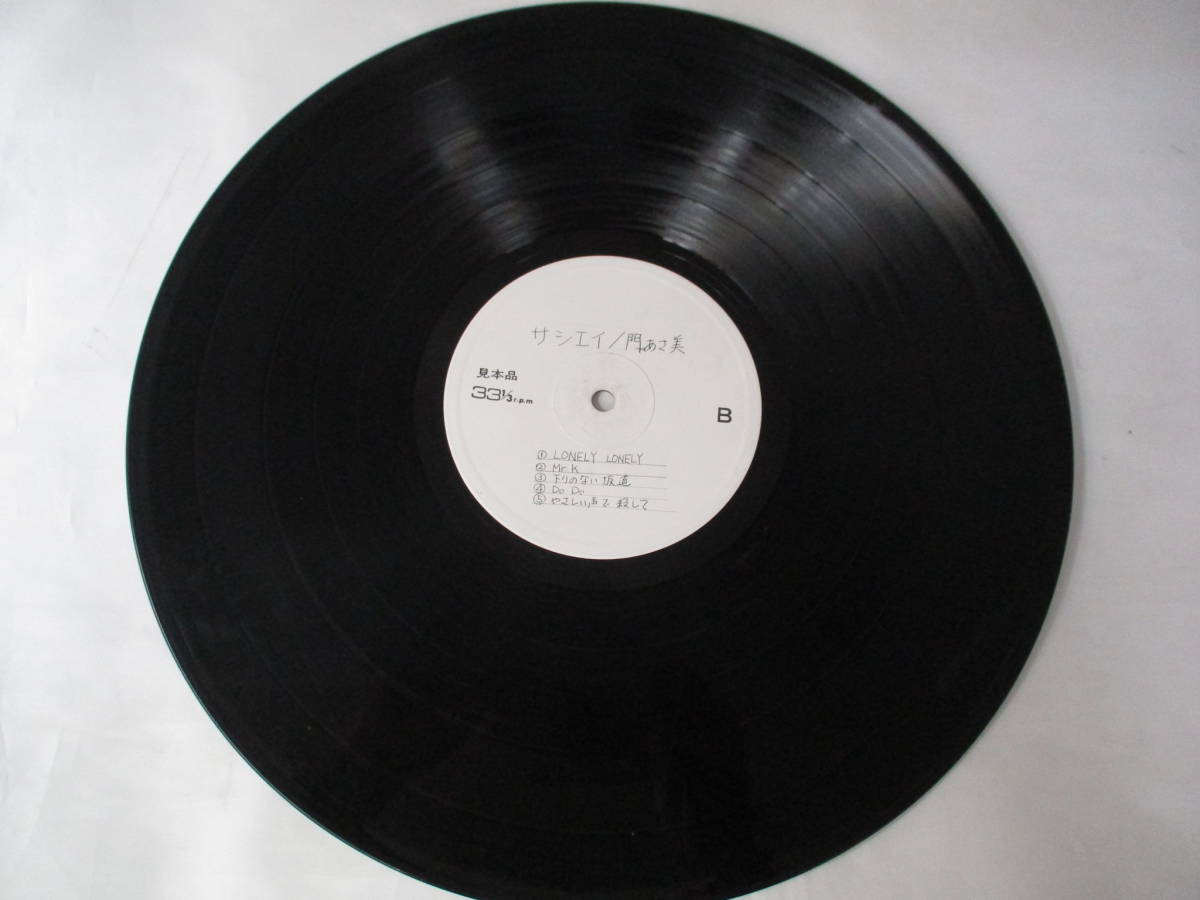 サシエイ/門あさ美
見本品
33⅓r.p.m
B
① LONELY LONELY
② Mr K
③ 下りのない坂道
④ Do Do
⑤ やさしい声で 殺して